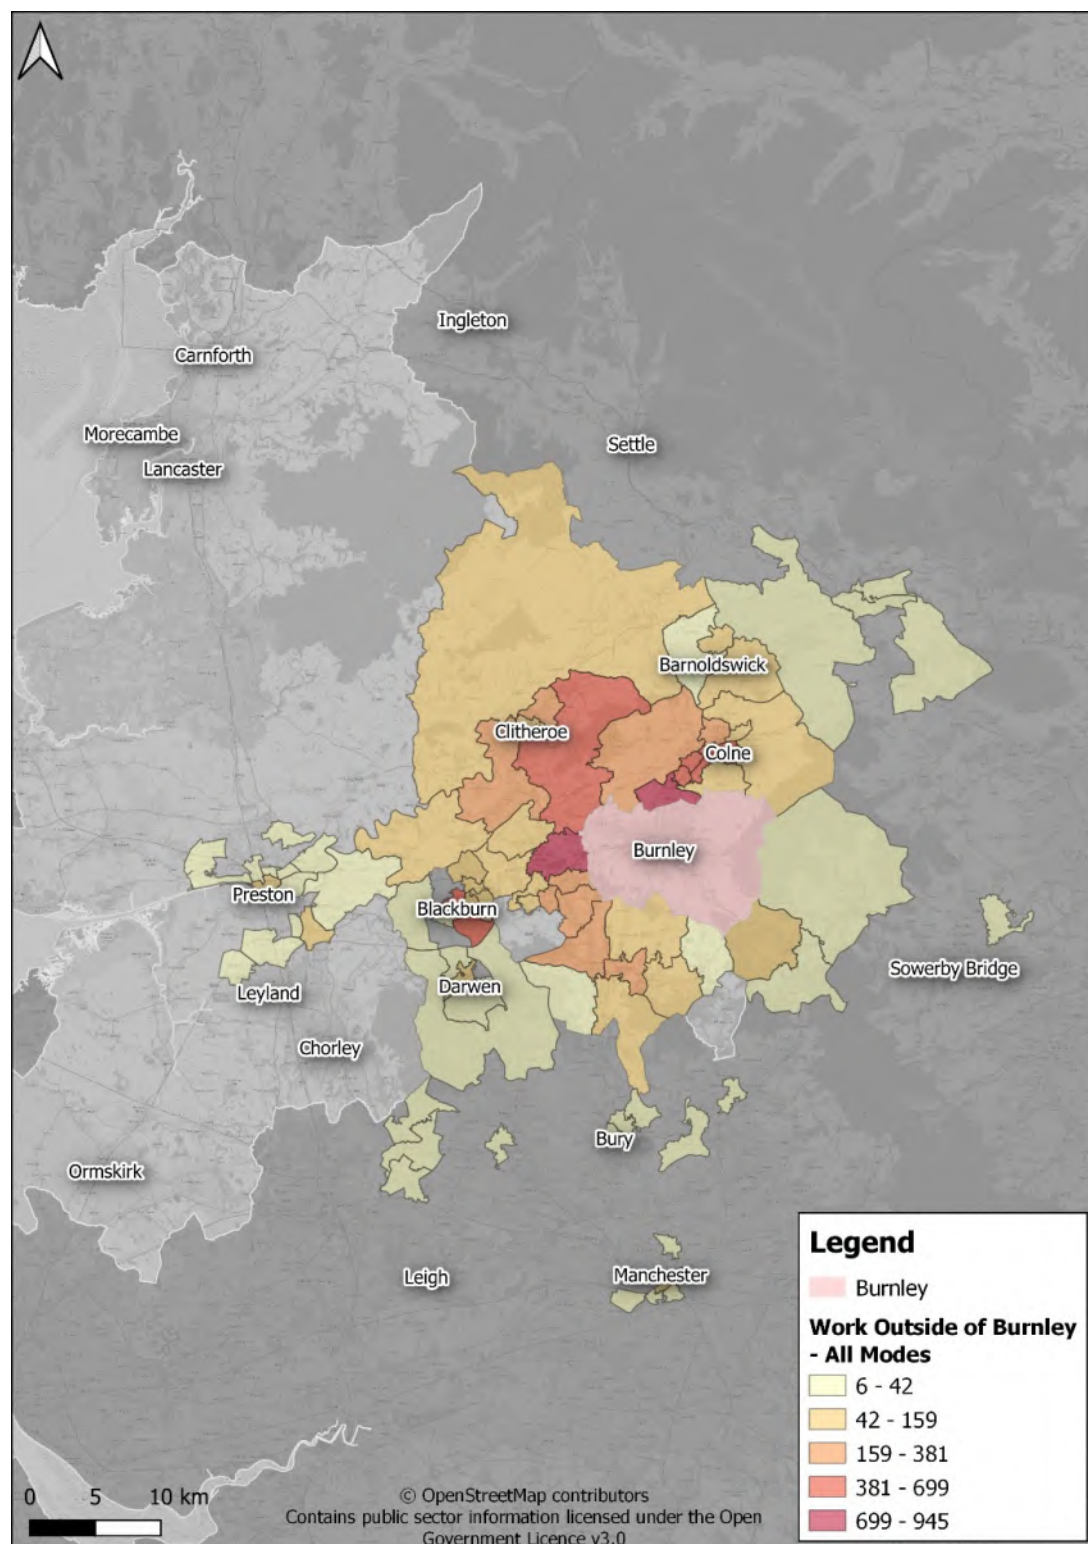 Ingleton
Carnforth
Morecambe
Settle
Lancaster
Barnoldswick
Clitheroe
Colne
Burnley
Preston
Blackburn
Sowerby Bridge
Leyland
Darwen
Chorley
Bury
Ormskirk
Leigh
Manchester
Legend
Burnley
Work Outside of Burnley
- All Modes
6 - 42
42 - 159
159 - 381
381 - 699
699 - 945
0 5 10 km
© OpenStreetMap contributors
Contains public sector information licensed under the Open
Government Licence v3.0